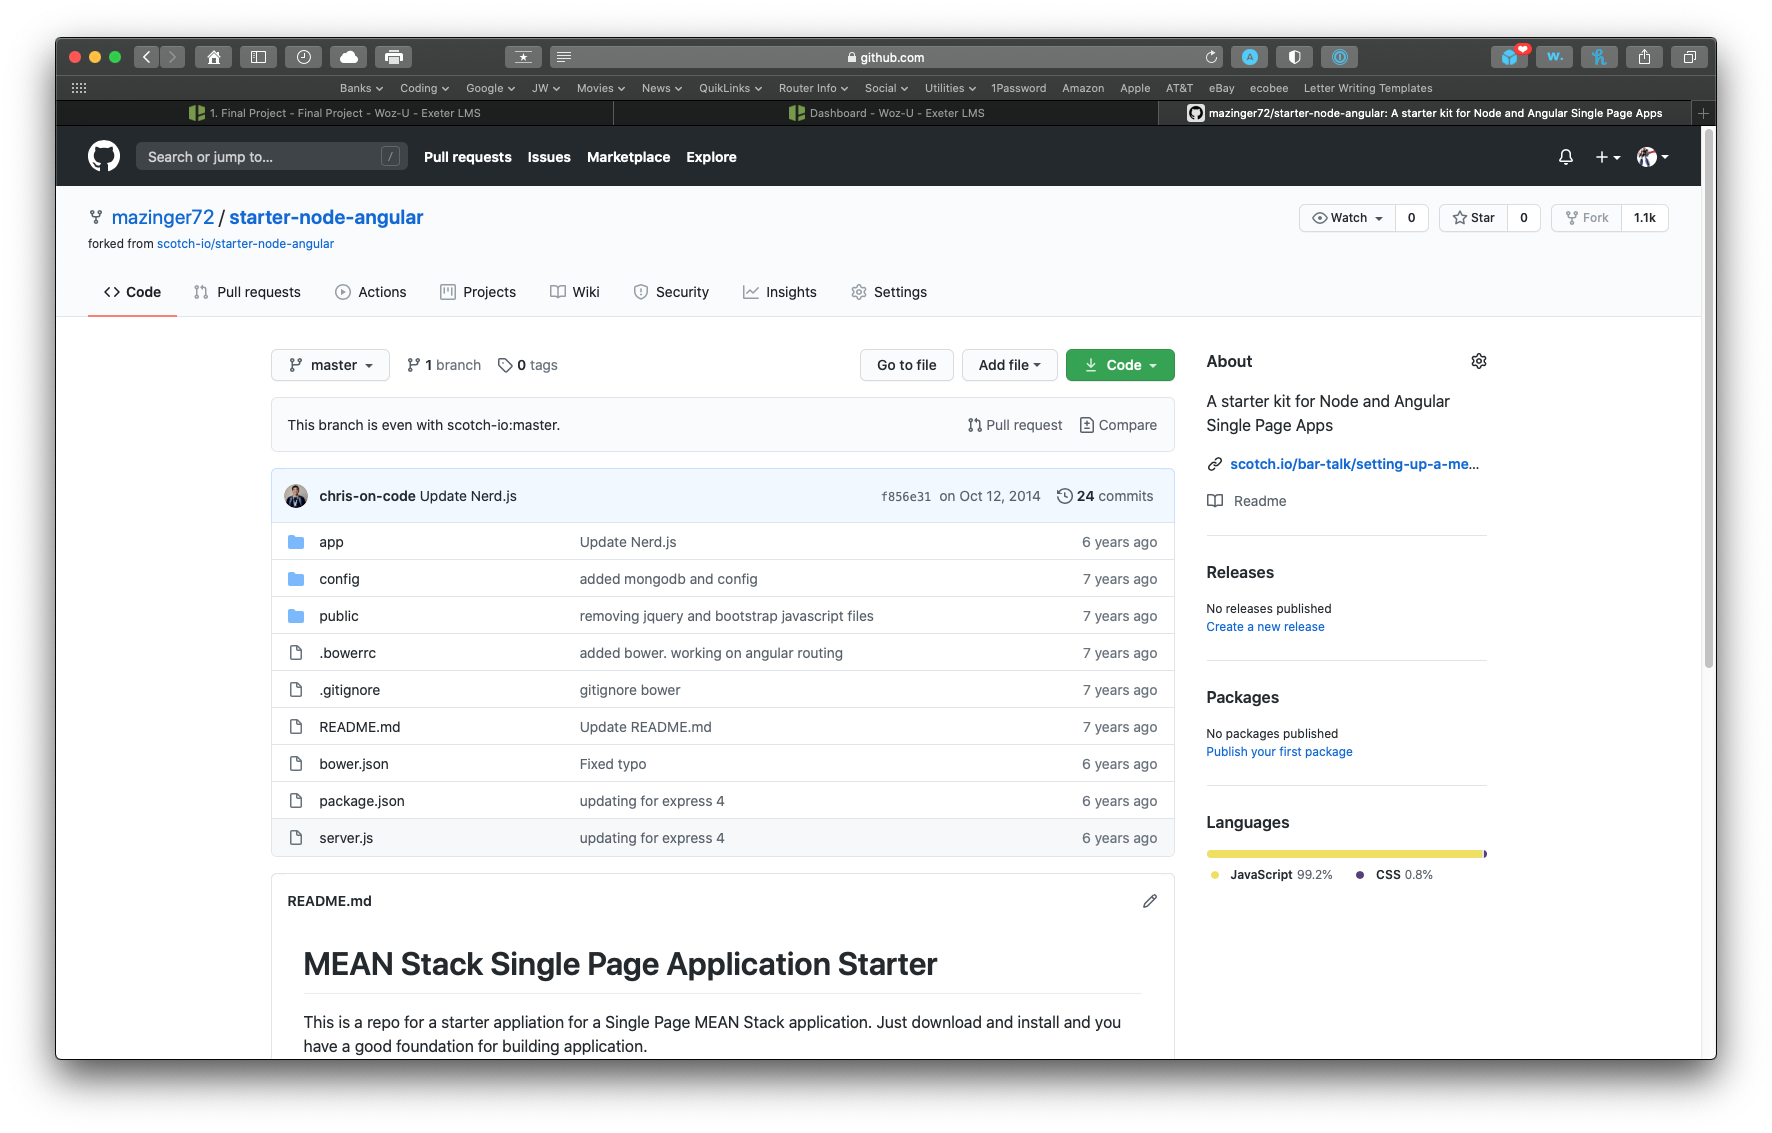 github.com
Banks Coding Google JW Movies News QuikLinks Router Info Social Utilities 1Password Amazon Apple AT&T eBay ecobee Letter Writing Templates
1. Final Project - Final Project - Woz-U - Exeter LMS
Dashboard - Woz-U - Exeter LMS
mazinger72/starter-node-angular: A starter kit for Node and Angular Single Page Apps
Search or jump to... / Pull requests Issues Marketplace Explore
mazinger72 / starter-node-angular
Watch 0 Star 0 Fork 1.1k
forked from scotch-io/starter-node-angular
Code Pull requests Actions Projects Wiki Security Insights Settings
master 1 branch 0 tags Go to file Add file Code
This branch is even with scotch-io:master. Pull request Compare
chris-on-code Update Nerd.js f856e31 on Oct 12, 2014 24 commits
app Update Nerd.js 6 years ago
config added mongodb and config 7 years ago
public removing jquery and bootstrap javascript files 7 years ago
.bowerrc added bower. working on angular routing 7 years ago
.gitignore gitignore bower 7 years ago
README.md Update README.md 7 years ago
bower.json Fixed typo 6 years ago
package.json updating for express 4 6 years ago
server.js updating for express 4 6 years ago
README.md
MEAN Stack Single Page Application Starter
This is a repo for a starter appliation for a Single Page MEAN Stack application. Just download and install and you
have a good foundation for building application.
About
A starter kit for Node and Angular
Single Page Apps
scotch.io/bar-talk/setting-up-a-me...
Readme
Releases
No releases published
Create a new release
Packages
No packages published
Publish your first package
Languages
JavaScript 99.2% CSS 0.8%